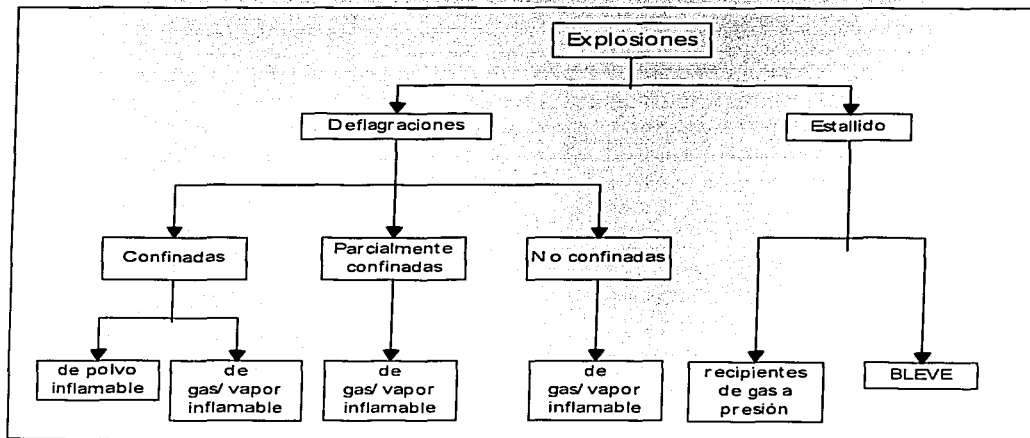 Explosiones
Deflagraciones
Estallido
Confinadas
Parcialmente
confinadas
No confinadas
de polvo
inflamable
de
gas/ vapor
inflamable
de
gas/ vapor
inflamable
de
gas/ vapor
inflamable
recipientes
de gas a
presión
BLEVE